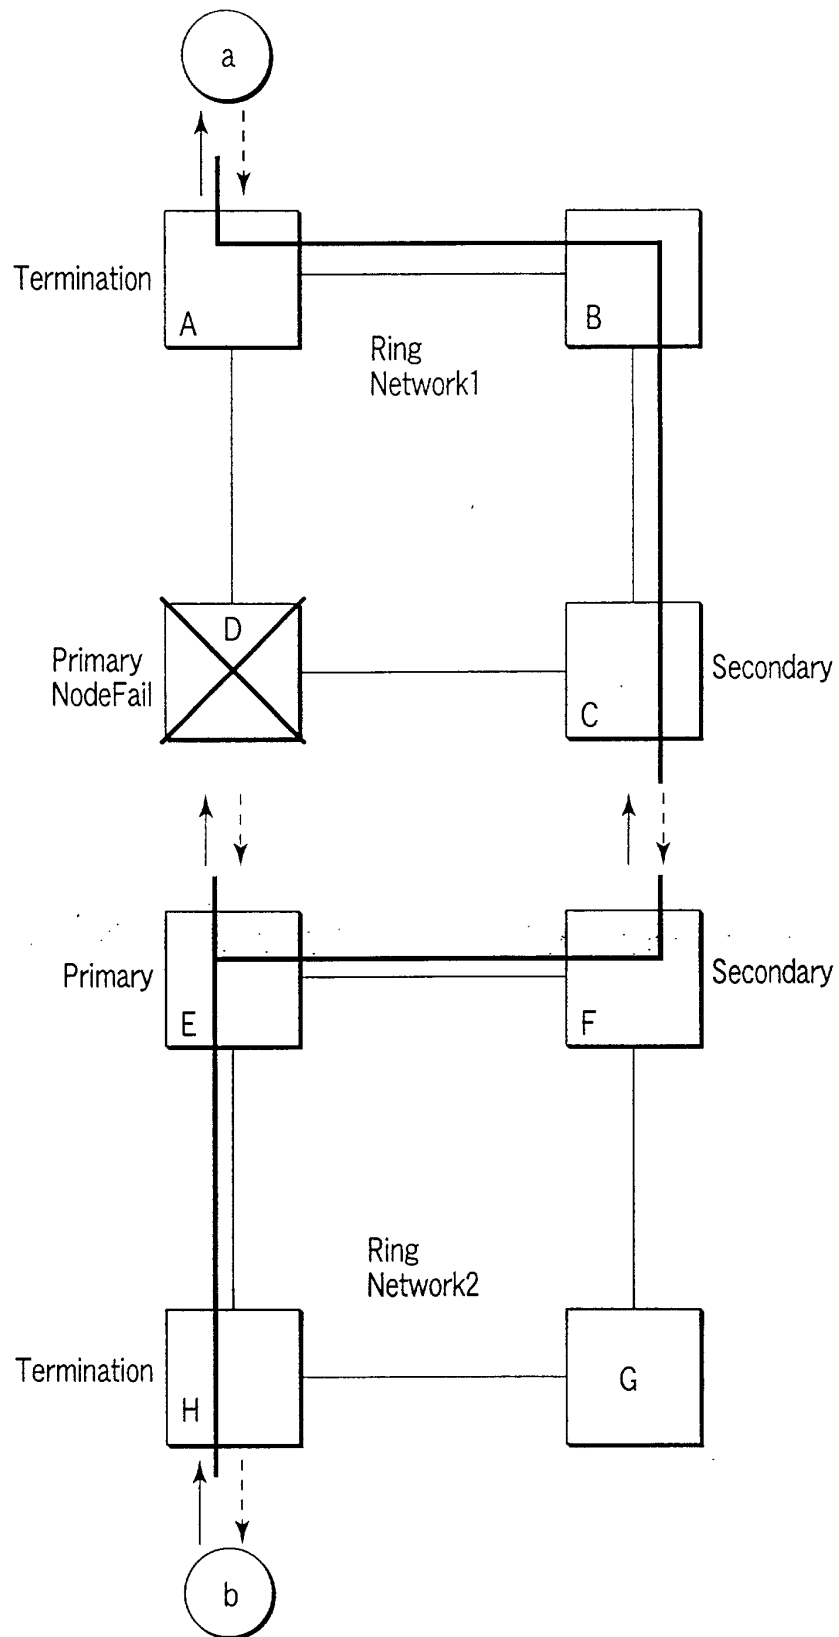 a
Termination
A
B
Ring
Network1
D
Primary
NodeFail
C
Secondary
Primary
E
F
Secondary
Ring
Network2
Termination
H
G
b